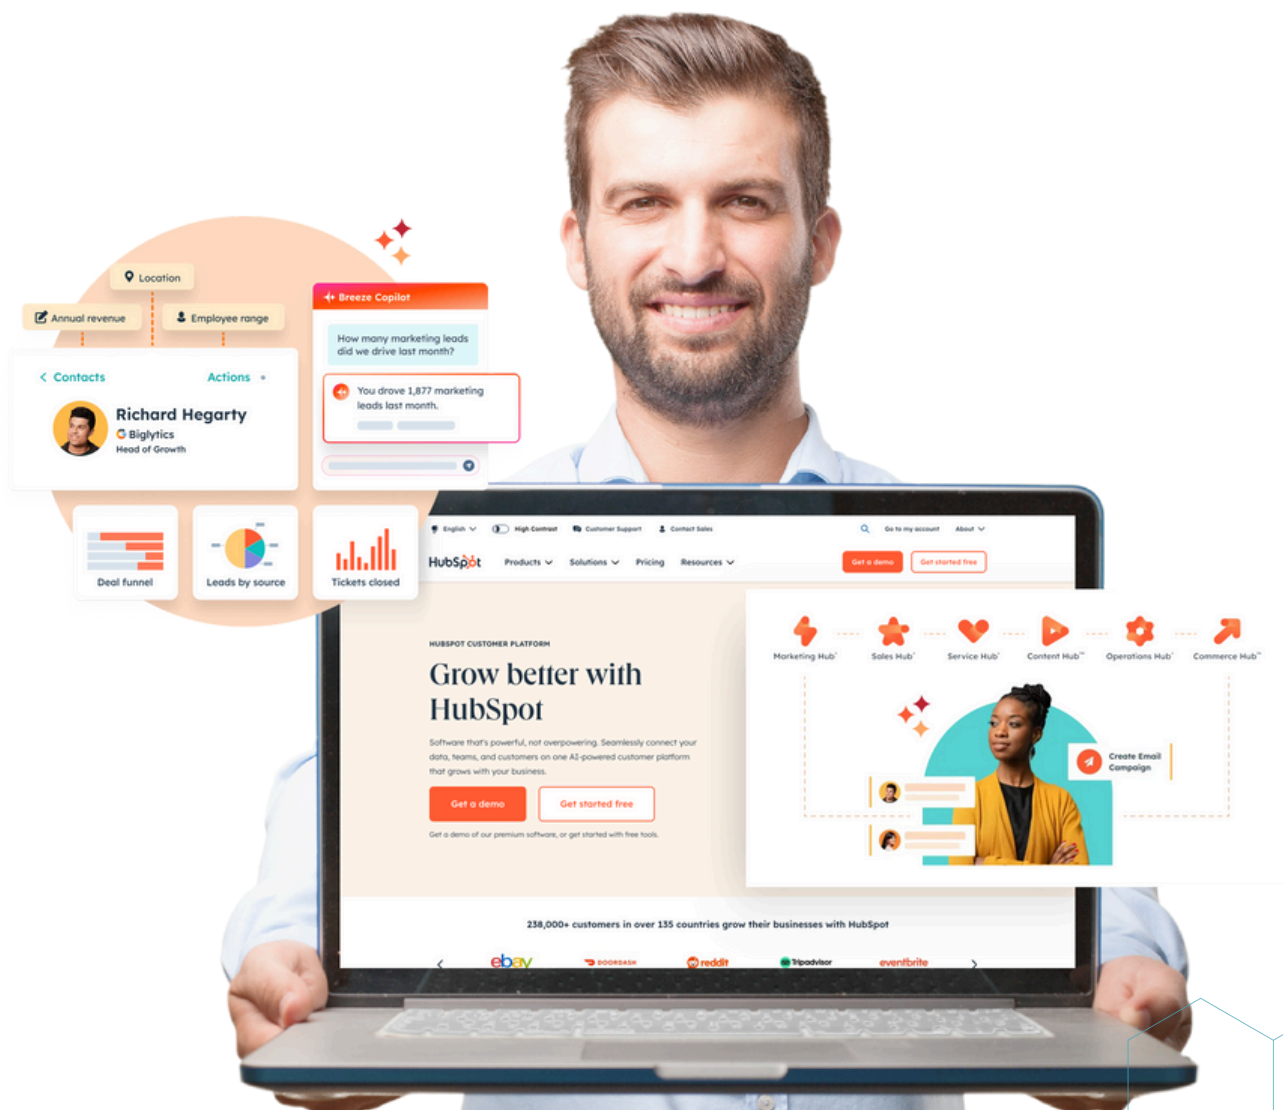 Location
Annual revenue
Employee range
Contacts
Actions
Richard Hegarty
Biglytics
Head of Growth
Breeze Copilot
How many marketing leads
did we drive last month?
You drove 1,877 marketing
leads last month.
Deal funnel
Leads by source
Tickets closed
English
High Contrast
Customer Support
Contact Sales
Go to my account
About
HubSpot
Products
Solutions
Pricing
Resources
Get a demo
Get started free
HUBSPOT CUSTOMER PLATFORM
Grow better with
HubSpot
Software that's powerful, not overpowering. Seamlessly connect your
data, teams, and customers on one AI-powered customer platform
that grows with your business.
Get a demo
Get started free
Get a demo of our premium software, or get started with free tools.
Marketing Hub™
Sales Hub™
Service Hub™
Content Hub™
Operations Hub™
Commerce Hub™
Create Email
Campaign
238,000+ customers in over 135 countries grow their businesses with HubSpot
ebay
DOORDASH
reddit
Tripadvisor
eventbrite